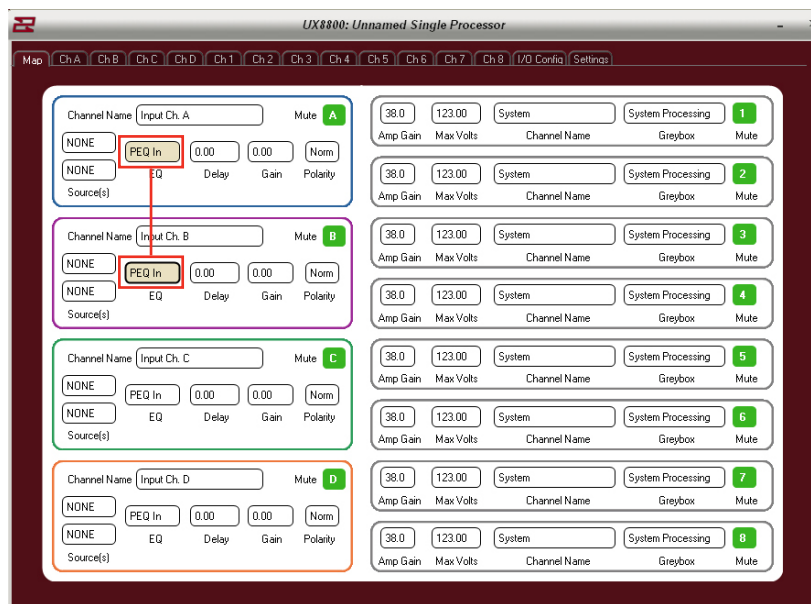 UX8800: Unnamed Single Processor
Map Ch A Ch B Ch C Ch D Ch 1 Ch 2 Ch 3 Ch 4 Ch 5 Ch 6 Ch 7 Ch 8 I/O Config Settings
Channel Name Input Ch. A Mute A
NONE
PEQ In 0.00 0.00 Norm
NONE
EQ Delay Gain Polarity
Source(s)
Channel Name Input Ch. B Mute B
NONE
PEQ In 0.00 0.00 Norm
NONE
EQ Delay Gain Polarity
Source(s)
Channel Name Input Ch. C Mute C
NONE
PEQ In 0.00 0.00 Norm
NONE
EQ Delay Gain Polarity
Source(s)
Channel Name Input Ch. D Mute D
NONE
PEQ In 0.00 0.00 Norm
NONE
EQ Delay Gain Polarity
Source(s)
38.0 123.00 System System Processing 1
Amp Gain Max Volts Channel Name Greybox Mute
38.0 123.00 System System Processing 2
Amp Gain Max Volts Channel Name Greybox Mute
38.0 123.00 System System Processing 3
Amp Gain Max Volts Channel Name Greybox Mute
38.0 123.00 System System Processing 4
Amp Gain Max Volts Channel Name Greybox Mute
38.0 123.00 System System Processing 5
Amp Gain Max Volts Channel Name Greybox Mute
38.0 123.00 System System Processing 6
Amp Gain Max Volts Channel Name Greybox Mute
38.0 123.00 System System Processing 7
Amp Gain Max Volts Channel Name Greybox Mute
38.0 123.00 System System Processing 8
Amp Gain Max Volts Channel Name Greybox Mute